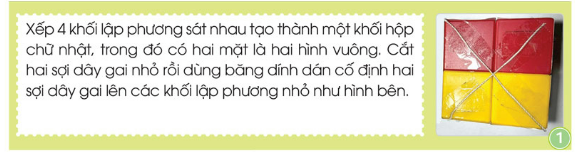 Xếp 4 khối lập phương sát nhau tạo thành một khối hộp
chữ nhật, trong đó có hai mặt là hai hình vuông. Cắt
hai sợi dây gai nhỏ rồi dùng băng dính dán cố định hai
sợi dây gai lên các khối lập phương nhỏ như hình bên.
1